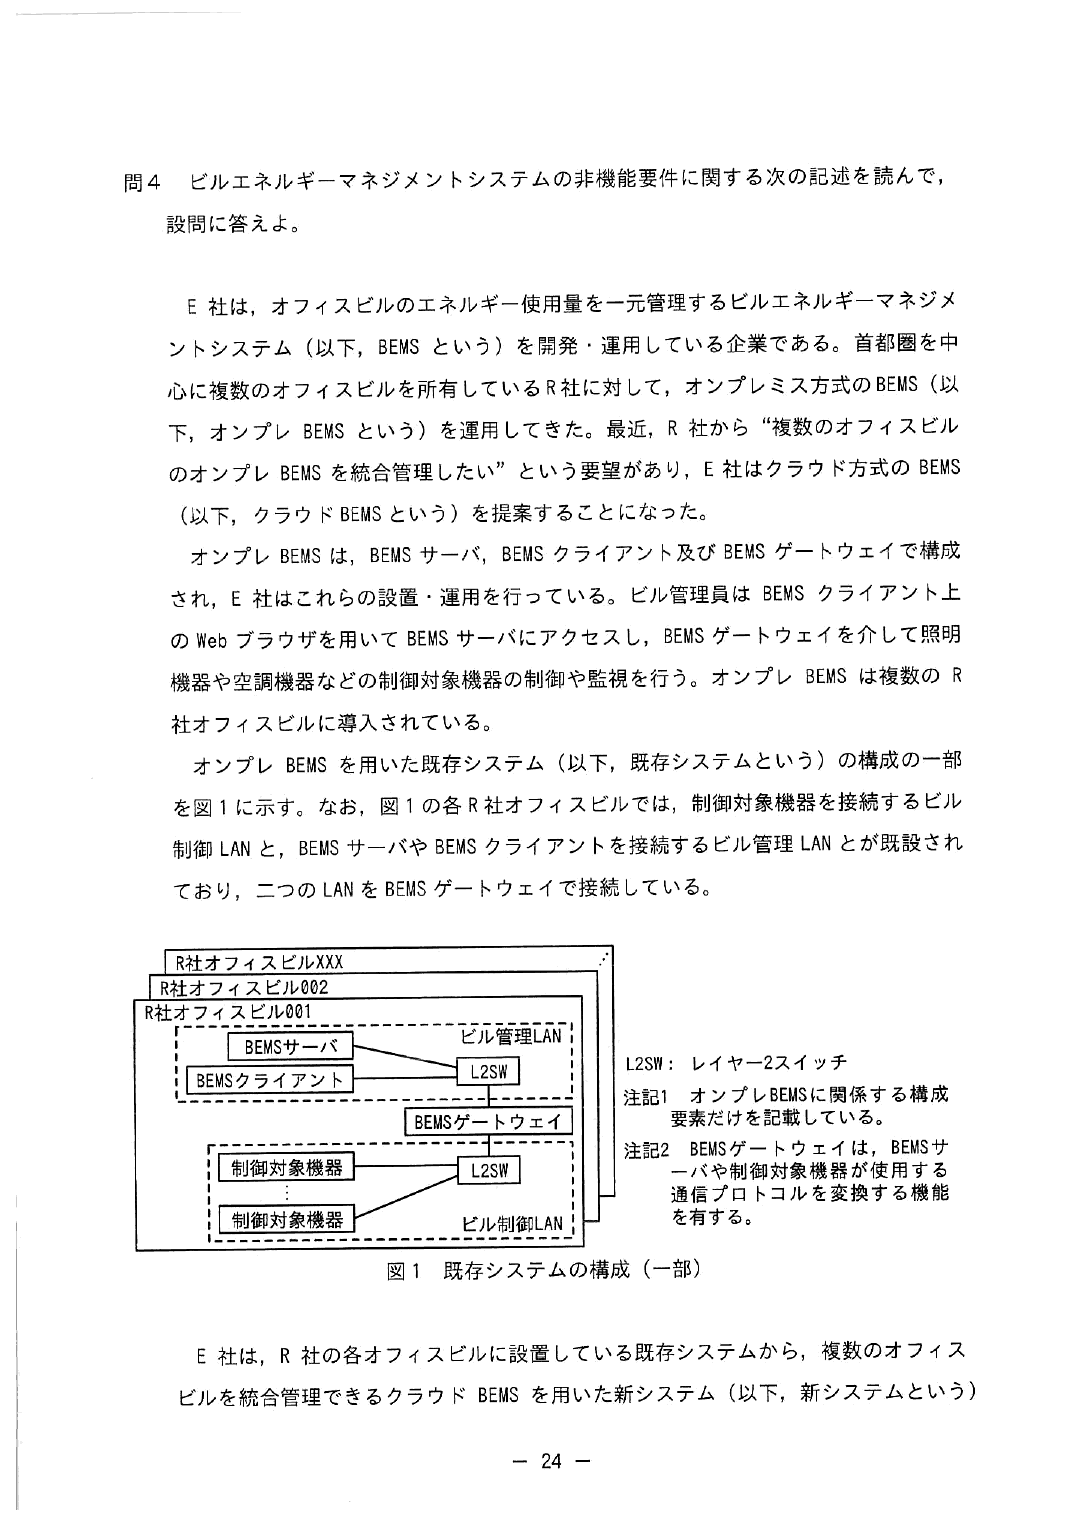 問４　ビルエネルギーマネジメントシステムの非機能要件に関する次の記述を読んで，
設問に答えよ。
E 社は，オフィスビルのエネルギー使用量を一元管理するビルエネルギーマネジメ
ントシステム（以下，BEMS という）を開発・運用している企業である。首都圏を中
心に複数のオフィスビルを所有しているR社に対して，オンプレミス方式のBEMS（以
下，オンプレ BEMS という）を運用してきた。最近，R 社から“複数のオフィスビル
のオンプレ BEMS を統合管理したい”という要望があり，E 社はクラウド方式の BEMS
（以下，クラウドBEMSという）を提案することになった。
オンプレ BEMS は，BEMS サーバ，BEMS クライアント及び BEMS ゲートウェイで構成
され，E 社はこれらの設置・運用を行っている。ビル管理員は BEMS クライアント上
の Web ブラウザを用いて BEMS サーバにアクセスし，BEMS ゲートウェイを介して照明
機器や空調機器などの制御対象機器の制御や監視を行う。オンプレ BEMS は複数の R
社オフィスビルに導入されている。
オンプレ BEMS を用いた既存システム（以下，既存システムという）の構成の一部
を図１に示す。なお，図１の各Ｒ社オフィスビルでは，制御対象機器を接続するビル
制御 LAN と，BEMS サーバや BEMS クライアントを接続するビル管理 LAN とが既設され
ており，二つの LAN を BEMS ゲートウェイで接続している。
R社オフィスビルXXX
R社オフィスビル002
R社オフィスビル001
ビル管理LAN
BEMSサーバ
BEMSクライアント
L2SW
BEMSゲートウェイ
制御対象機器
L2SW
⋮
制御対象機器
ビル制御LAN
L2SW： レイヤー2スイッチ
注記1　オンプレBEMSに関係する構成
要素だけを記載している。
注記2　BEMSゲートウェイは，BEMSサ
ーバや制御対象機器が使用する
通信プロトコルを変換する機能
を有する。
図１　既存システムの構成（一部）
E 社は，R 社の各オフィスビルに設置している既存システムから，複数のオフィス
ビルを統合管理できるクラウド BEMS を用いた新システム（以下，新システムという）
－ 24 －